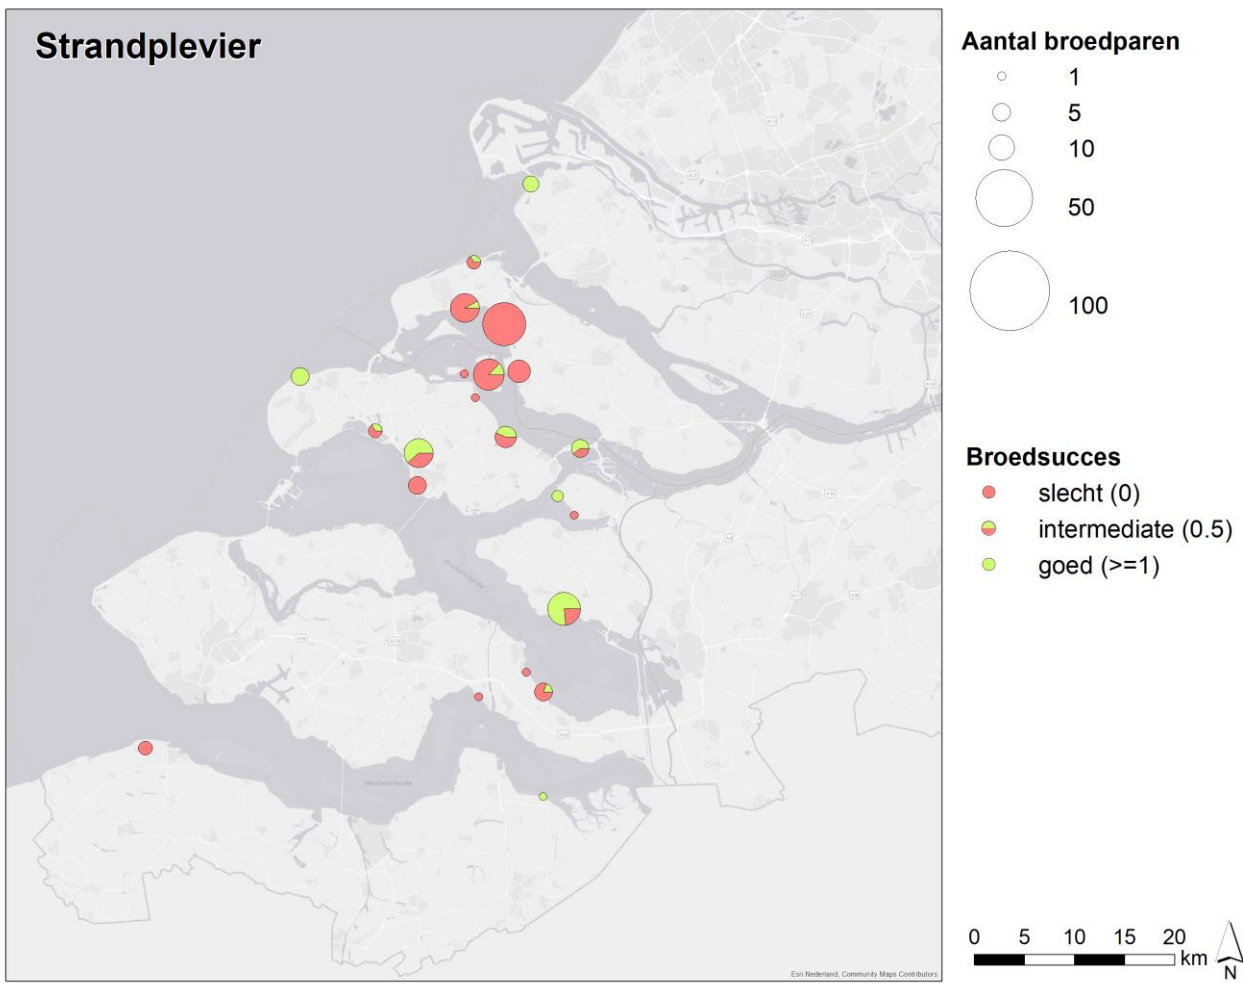 Strandplevier
Aantal broedparen
1
5
10
50
100
Broedsucces
slecht (0)
intermediate (0.5)
goed (>=1)
Westerschelde
0 5 10 15 20
km
N
Esri Nederland, Community Maps Contributors